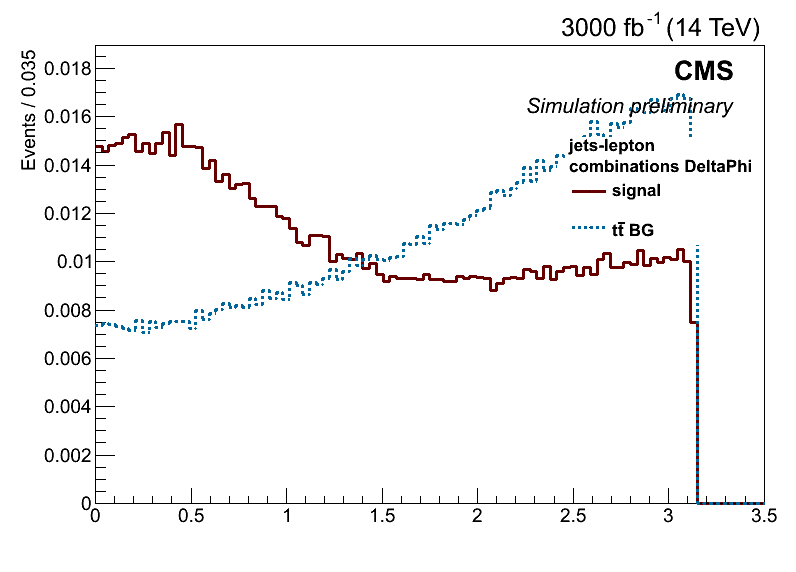 3000 fb⁻¹ (14 TeV)
CMS
Simulation preliminary
Events / 0.035
0.018
0.016
0.014
0.012
0.01
0.008
0.006
0.004
0.002
0
jets-lepton
combinations DeltaPhi
signal
tt̄ BG
0 0.5 1 1.5 2 2.5 3 3.5